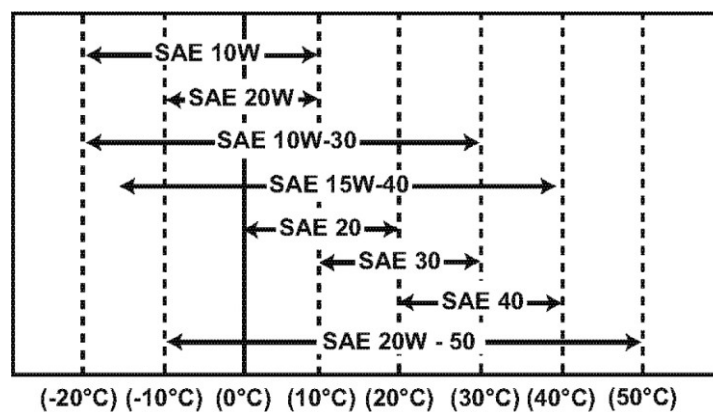 SAE 10W
SAE 20W
SAE 10W-30
SAE 15W-40
SAE 20
SAE 30
SAE 40
SAE 20W - 50
(-20°C) (-10°C) (0°C) (10°C) (20°C) (30°C) (40°C) (50°C)